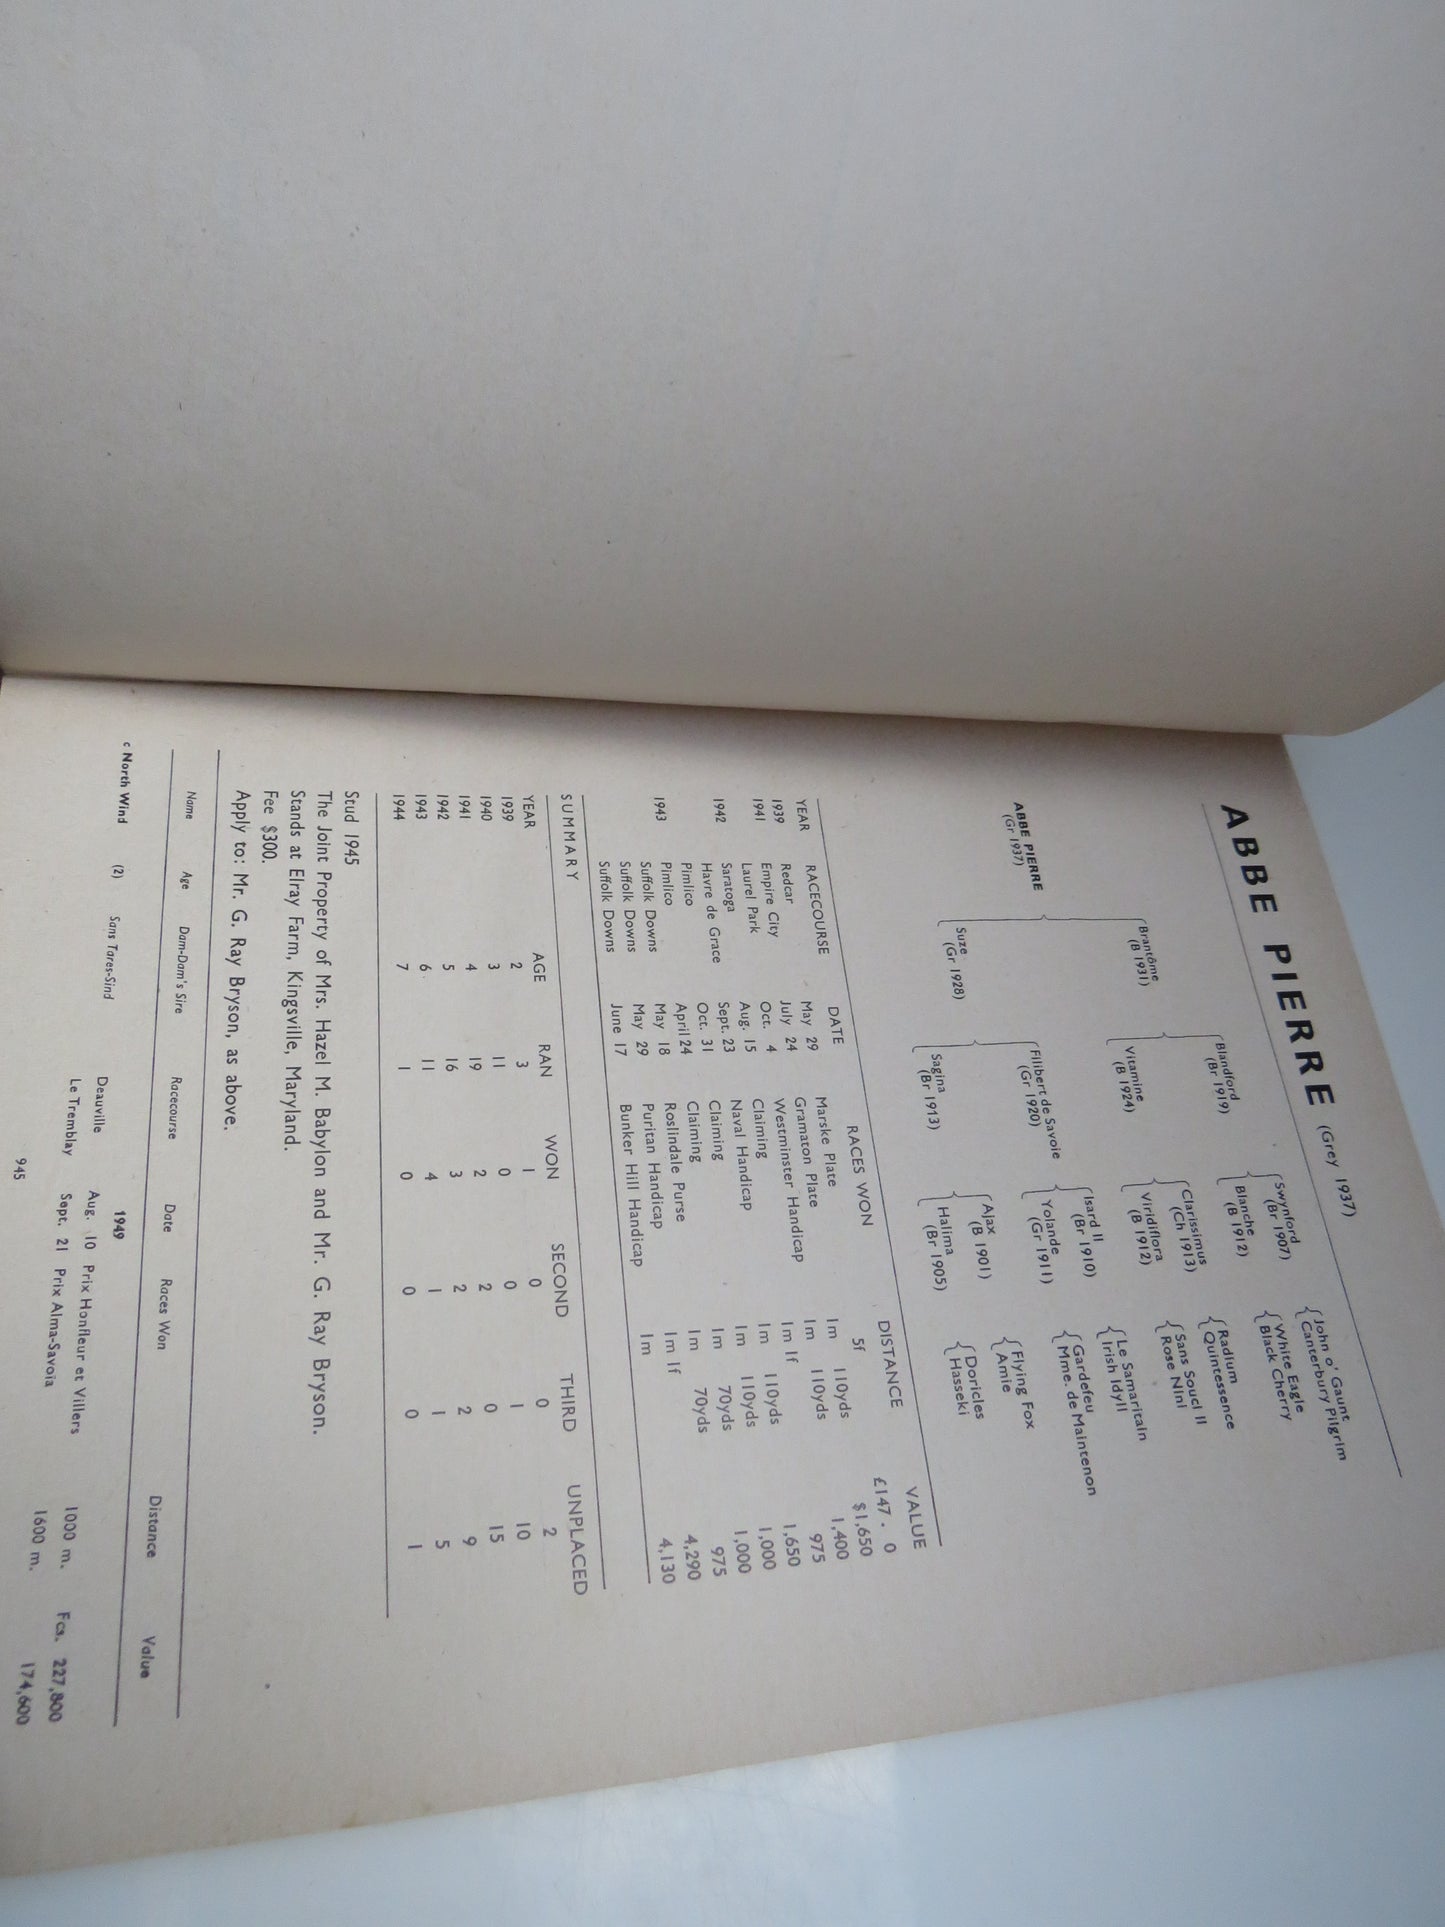 ABBE PIERRE (Grey 1937)
John o' Gaunt
Swynford
(Br 1907)
Canterbury Pilgrim
Blandford
(Br 1919)
White Eagle
Blanche
(B 1912)
Black Cherry
Brantôme
(B 1931)
Radium
Clarissimus
(Ch 1913)
Quintessence
Vitamine
(B 1924)
Sans Souci II
Viridiflora
(B 1912)
Rose Nini
ABBE PIERRE
(Gr 1937)
Le Samaritain
Isard II
(Br 1910)
Irish Idyll
Filibert de Savoie
(Gr 1920)
Gardefeu
Yolande
(Gr 1911)
Mme. de Maintenon
Suze
(Gr 1928)
Flying Fox
Ajax
(B 1901)
Amie
Sagina
(Br 1913)
Doricles
Halima
(Br 1905)
Hasseki
YEAR RACECOURSE DATE RACES WON DISTANCE VALUE
1939 Redcar May 29 Marske Plate 5f £147 . 0
1941 Empire City July 24 Gramaton Plate 1m 110yds $1,650
Laurel Park Oct. 4 Westminster Handicap 1m 110yds 1,400
1942 Saratoga Aug. 15 Claiming 1m 1f 975
Havre de Grace Sept. 23 Naval Handicap 1m 110yds 1,650
Pimlico Oct. 31 Claiming 1m 110yds 1,000
1943 Pimlico April 24 Claiming 1m 70yds 1,000
Suffolk Downs May 18 Roslindale Purse 1m 70yds 975
Suffolk Downs May 29 Puritan Handicap 1m 1f 4,290
Suffolk Downs June 17 Bunker Hill Handicap 1m 4,130
SUMMARY
YEAR AGE RAN WON SECOND THIRD UNPLACED
1939 2 3 1 0 0 2
1940 3 11 0 0 1 10
1941 4 19 2 2 0 15
1942 5 16 3 2 2 9
1943 6 11 4 1 1 5
1944 7 1 0 0 0 1
Stud 1945
The Joint Property of Mrs. Hazel M. Babylon and Mr. G. Ray Bryson.
Stands at Elray Farm, Kingsville, Maryland.
Fee $300.
Apply to: Mr. G. Ray Bryson, as above.
Name Age Dam-Dam's Sire Racecourse Date Races Won Distance Value
1949
c North Wind (2) Sans Tares-Sind Deauville Aug. 10 Prix Honfleur et Villers 1000 m. Fcs. 227,800
Le Tremblay Sept. 21 Prix Alma-Savoia 1600 m. 174,600
945